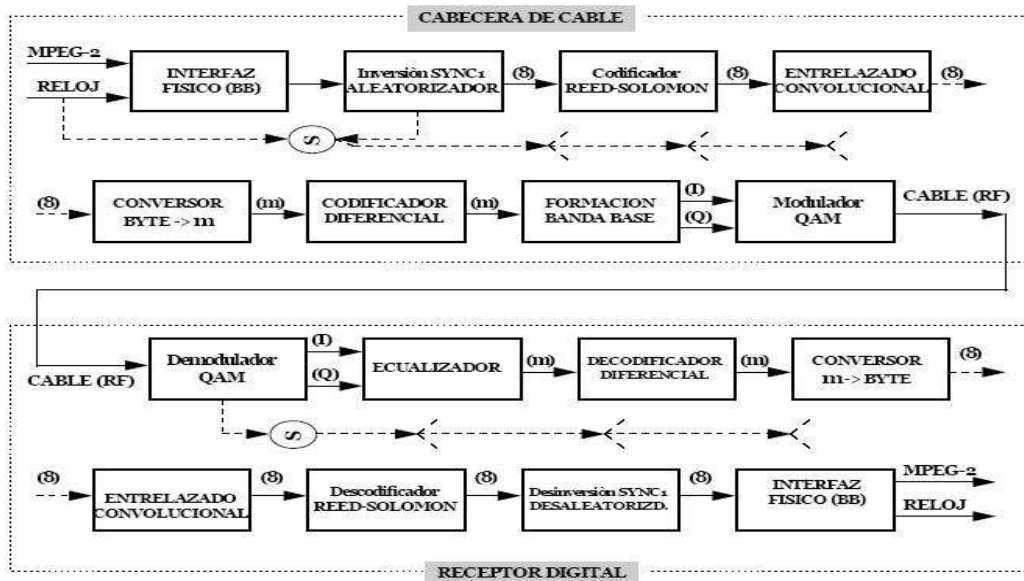 CABECERA DE CABLE
MPEG-2
RELOJ
INTERFAZ
FISICO (BB)
Inversiòn SYNC1
ALEATORIZADOR
(8)
Codificador
REED-SOLOMON
(8)
ENTRELAZADO
CONVOLUCIONAL
(8)
S
(8)
CONVERSOR
BYTE -> m
(m)
CODIFICADOR
DIFERENCIAL
(m)
FORMACION
BANDA BASE
(I)
(Q)
Modulador
QAM
CABLE (RF)
CABLE (RF)
Demodulador
QAM
(I)
(Q)
ECUALIZADOR
(m)
DECODIFICADOR
DIFERENCIAL
(m)
CONVERSOR
m -> BYTE
(8)
S
(8)
ENTRELAZADO
CONVOLUCIONAL
(8)
Descodificador
REED-SOLOMON
(8)
Desinversiòn SYNC1
DESALEATORIZD.
(8)
INTERFAZ
FISICO (BB)
MPEG-2
RELOJ
RECEPTOR DIGITAL